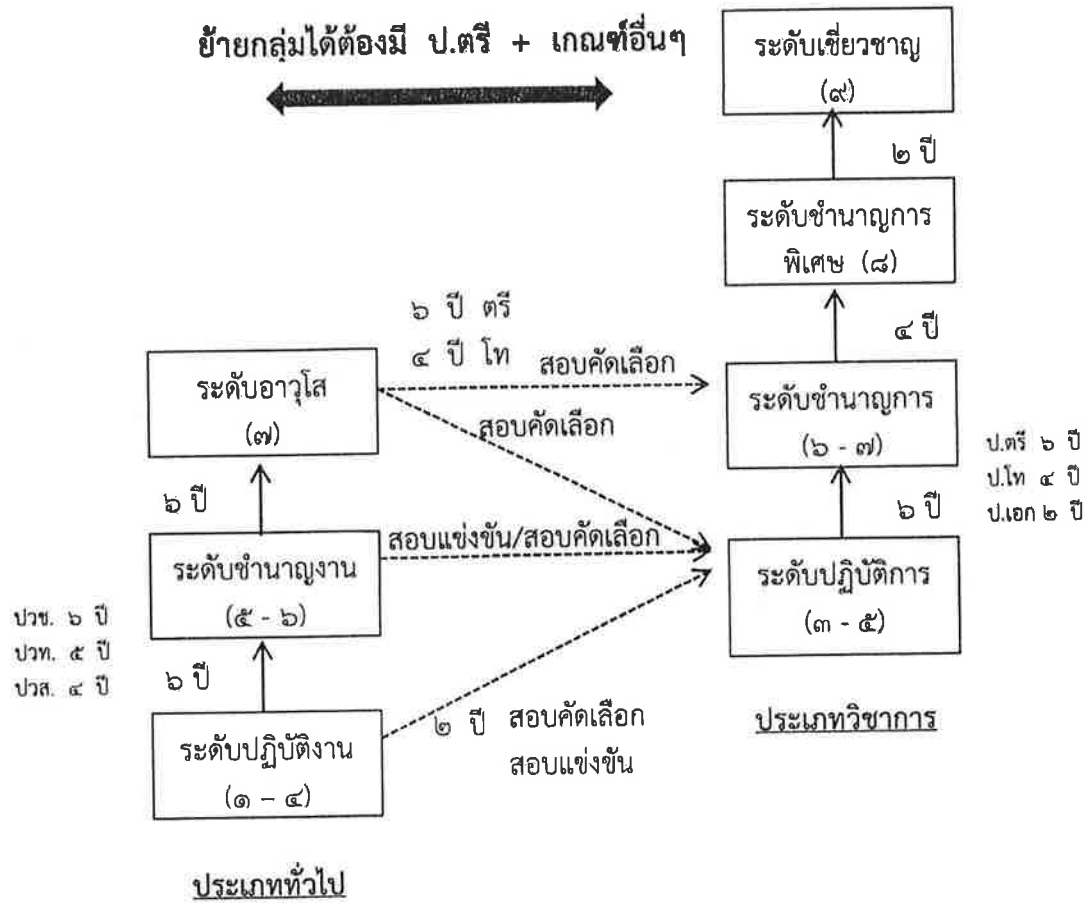 ย้ายกลุ่มได้ต้องมี ป.ตรี + เกณฑ์อื่นๆ
ระดับเชี่ยวชาญ
(๙)
๒ ปี
ระดับชำนาญการ
พิเศษ (๘)
๔ ปี
๖ ปี ตรี
๔ ปี โท
สอบคัดเลือก
ระดับอาวุโส
(๗)
สอบคัดเลือก
ระดับชำนาญการ
(๖ - ๗)
ป.ตรี ๖ ปี
ป.โท ๔ ปี
ป.เอก ๒ ปี
๖ ปี
๖ ปี
สอบแข่งขัน/สอบคัดเลือก
ระดับชำนาญงาน
(๕ - ๖)
ระดับปฏิบัติการ
(๓ - ๕)
ปวช. ๖ ปี
ปวท. ๕ ปี
ปวส. ๔ ปี
๖ ปี
๒ ปี สอบคัดเลือก
สอบแข่งขัน
ประเภทวิชาการ
ระดับปฏิบัติงาน
(๑ – ๔)
ประเภททั่วไป